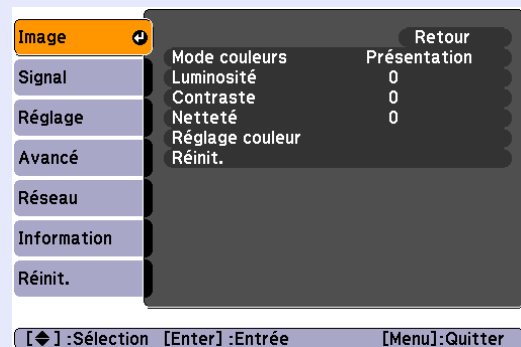 Image
Signal
Réglage
Avancé
Réseau
Information
Réinit.
Retour
Mode couleurs Présentation
Luminosité 0
Contraste 0
Netteté 0
Réglage couleur
Réinit.
[◆] :Sélection [Enter] :Entrée [Menu]:Quitter